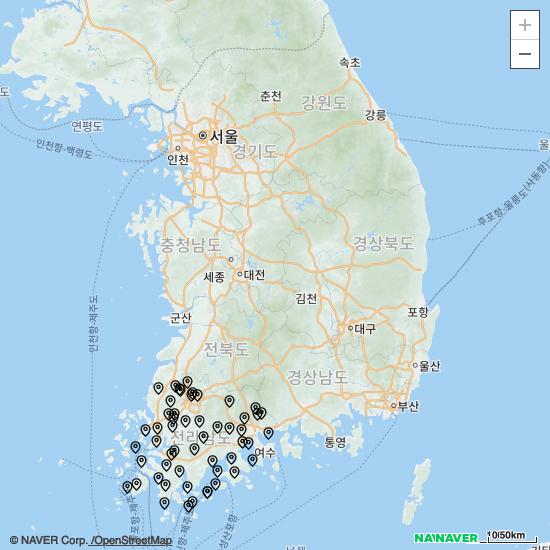 +
−
도
속초
춘천
강원도
강릉
연평도
서울
인천
경기도
인천항-백령도
울
후포항-울릉도(사동항)
충청남도
경상북도
세종
대전
김천
인천항-제주도
군산
포항
대구
전북도
경상남도
울산
부산
전라남도
여수
통영
© NAVER Corp. /OpenStreetMap
NAVER
10/50km